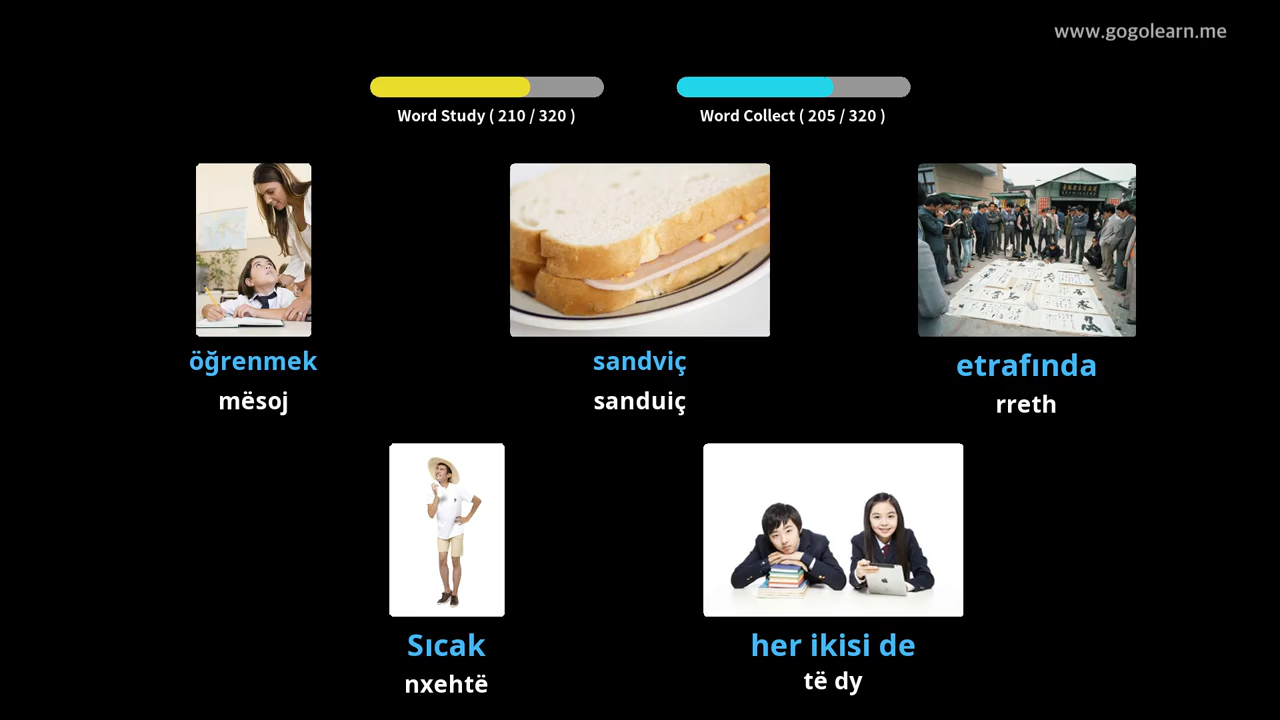 www.gogolearn.me
Word Study ( 210 / 320 )
Word Collect ( 205 / 320 )
öğrenmek
mësoj
sandviç
sanduiç
etrafında
rreth
Sıcak
nxehtë
her ikisi de
të dy